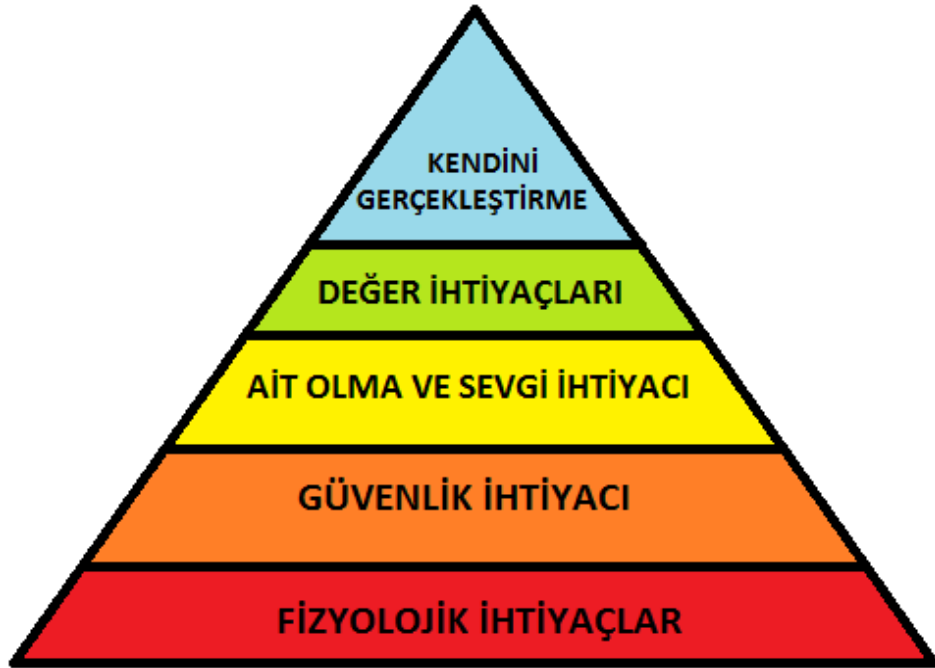 KENDİNİ
GERÇEKLEŞTİRME
DEĞER İHTİYAÇLARI
AİT OLMA VE SEVGİ İHTİYACI
GÜVENLİK İHTİYACI
FİZYOLOJİK İHTİYAÇLAR